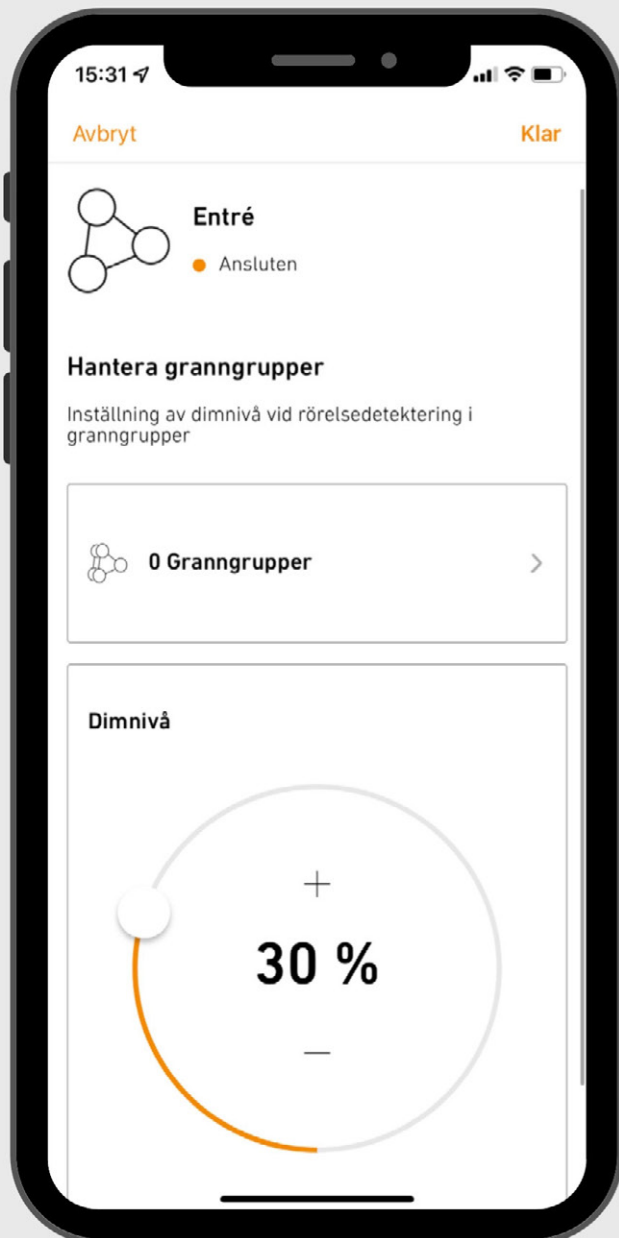 15:31
Avbryt
Klar
Entré
Ansluten
Hantera granngrupper
Inställning av dimnivå vid rörelsedetektering i
granngrupper
0 Granngrupper
Dimnivå
+
30 %
—